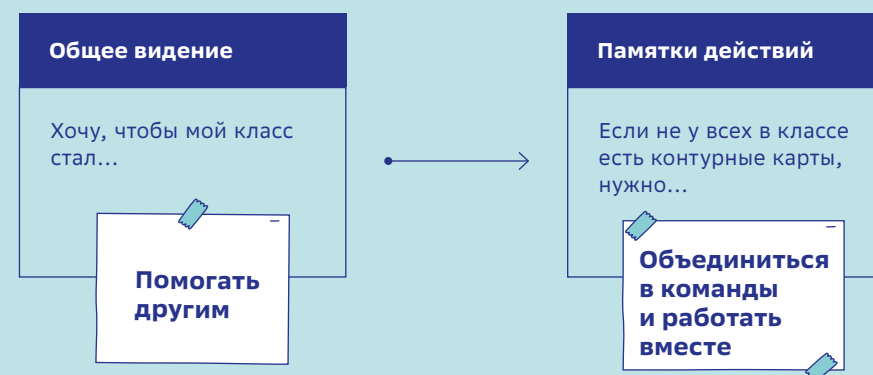 Общее видение
Хочу, чтобы мой класс
стал...
Помогать
другим
Памятки действий
Если не у всех в классе
есть контурные карты,
нужно...
Объединиться
в команды
и работать
вместе